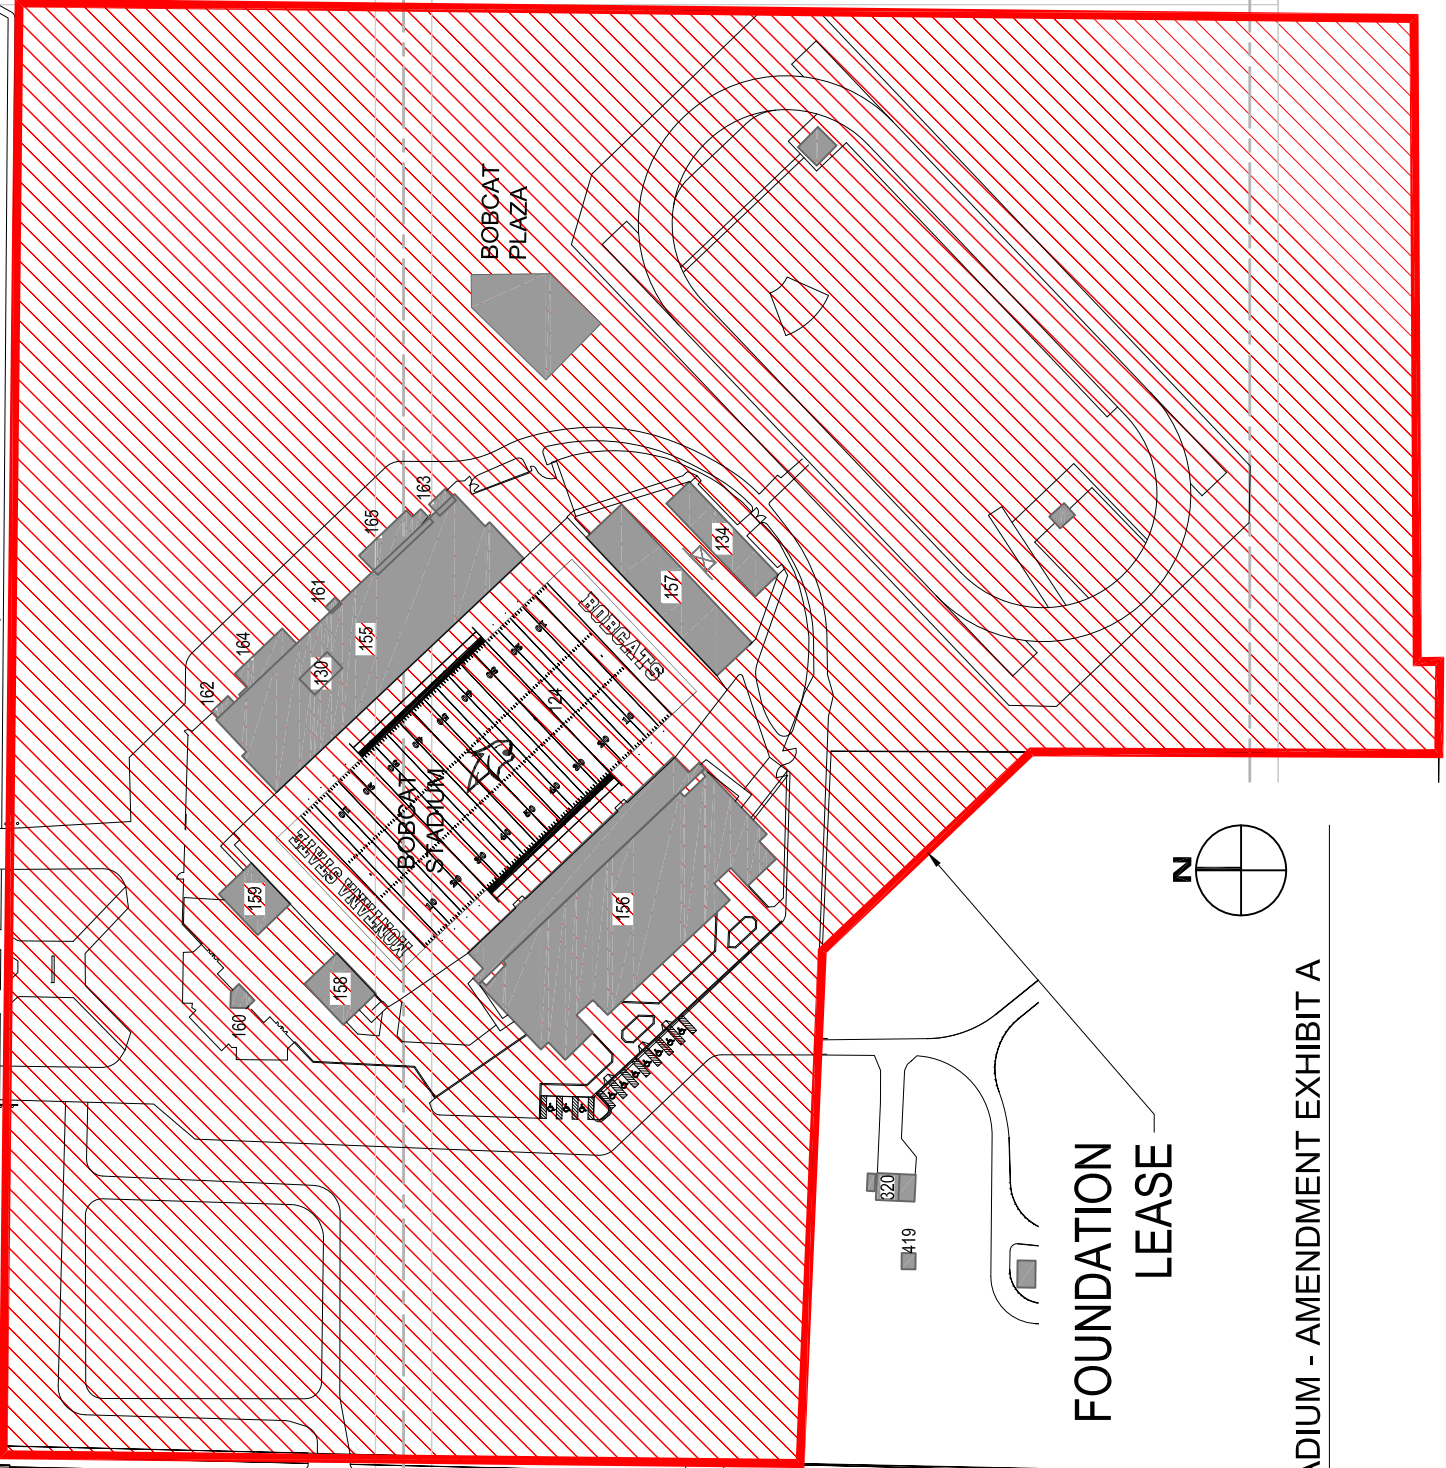 BOBCAT
PLAZA
163
165
161
164
155
130
162
134
157
BOBCATS
124
BOBCAT
STADIUM
MONTANA STATE
159
158
160
156
N
320
419
FOUNDATION
LEASE
ADIUM - AMENDMENT EXHIBIT A